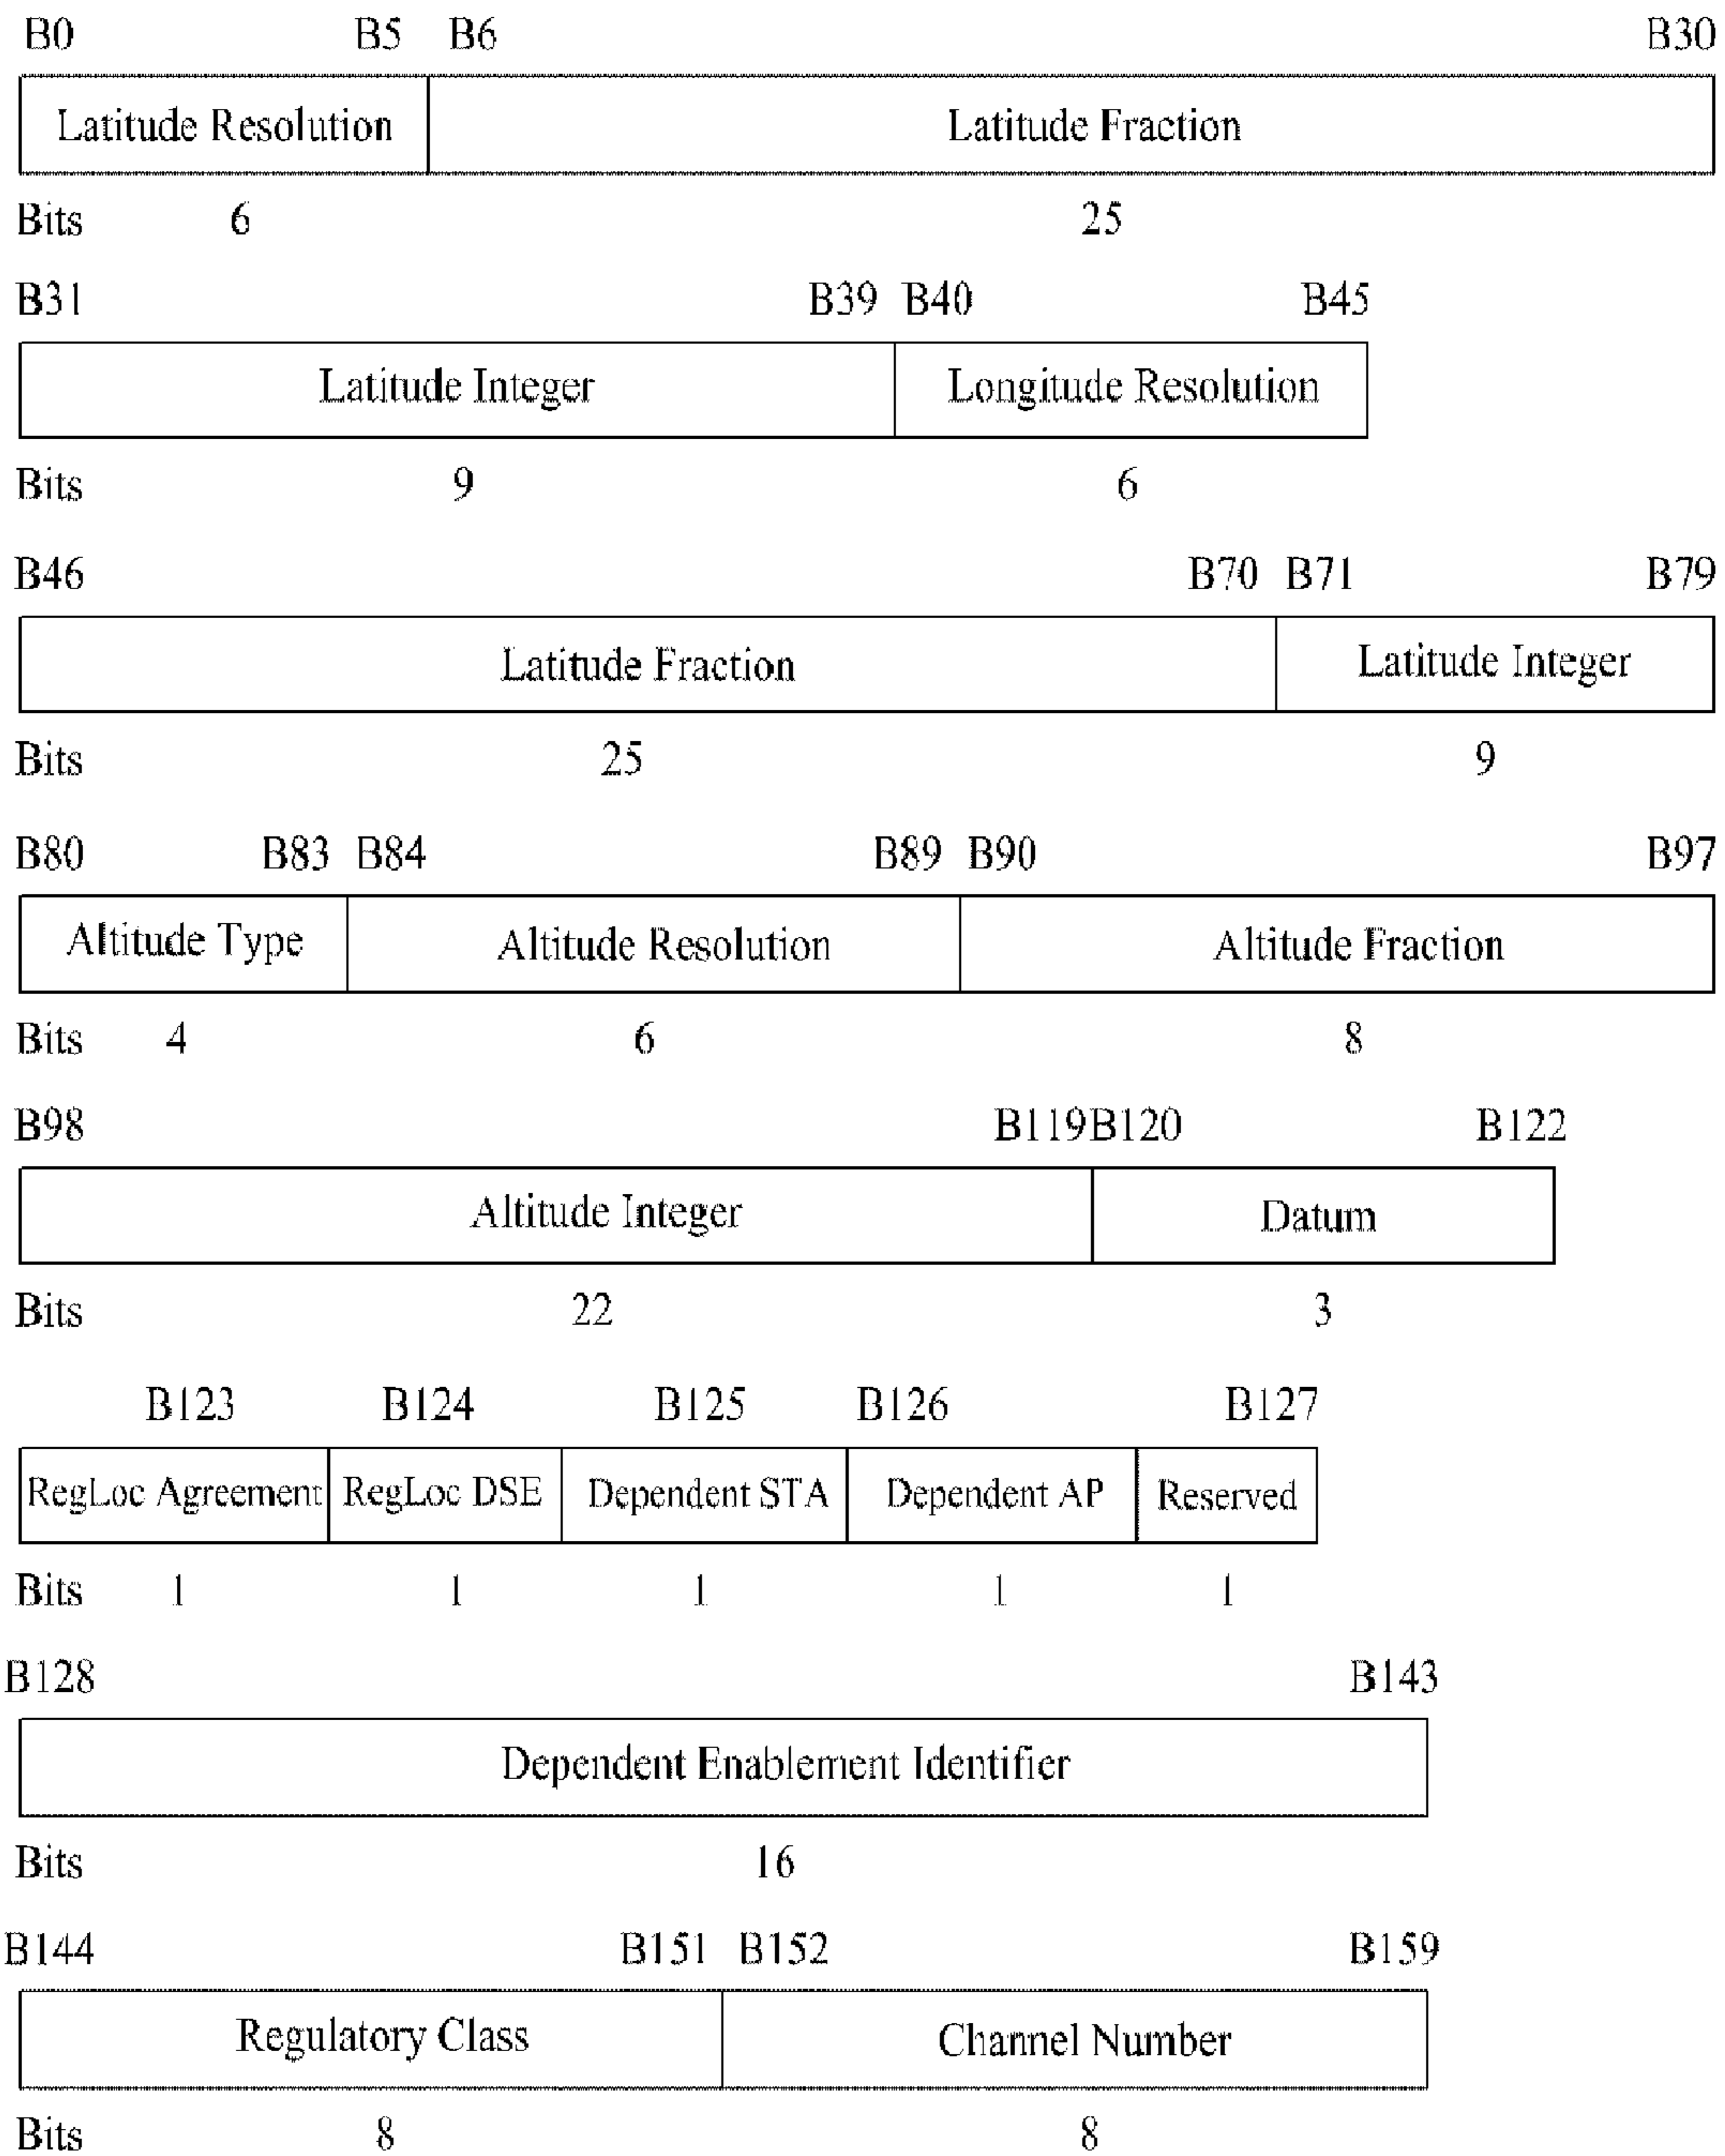 B0 B5 B6 B30
Latitude Resolution Latitude Fraction
Bits 6 25
B31 B39 B40 B45
Latitude Integer Longitude Resolution
Bits 9 6
B46 B70 B71 B79
Latitude Fraction Latitude Integer
Bits 25 9
B80 B83 B84 B89 B90 B97
Altitude Type Altitude Resolution Altitude Fraction
Bits 4 6 8
B98 B119 B120 B122
Altitude Integer Datum
Bits 22 3
B123 B124 B125 B126 B127
RegLoc Agreement RegLoc DSE Dependent STA Dependent AP Reserved
Bits 1 1 1 1 1
B128 B143
Dependent Enablement Identifier
Bits 16
B144 B151 B152 B159
Regulatory Class Channel Number
Bits 8 8